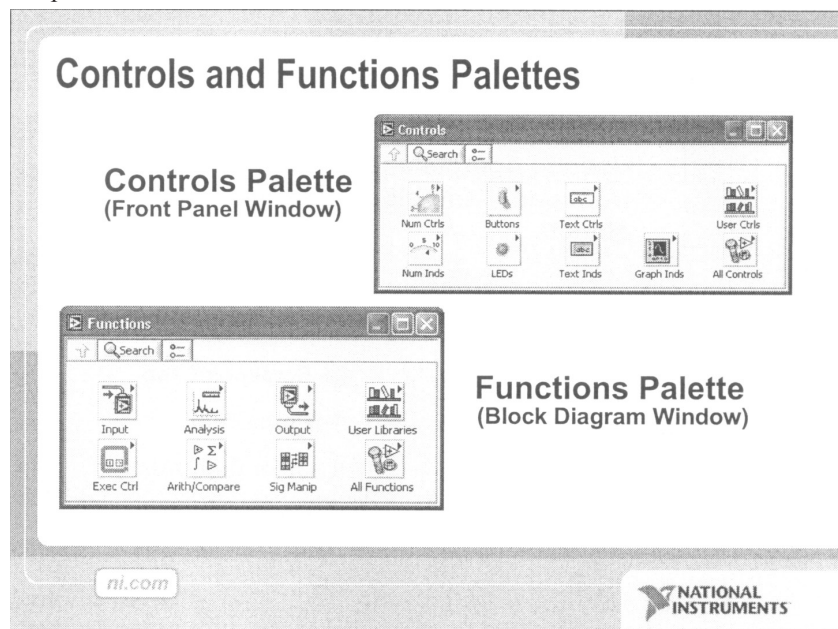 Controls and Functions Palettes
Controls Palette
(Front Panel Window)
Controls
Search
Num Ctrls Buttons Text Ctrls User Ctrls
Num Inds LEDs Text Inds Graph Inds All Controls
Functions
Search
Input Analysis Output User Libraries
Exec Ctrl Arith/Compare Sig Manip All Functions
Functions Palette
(Block Diagram Window)
ni.com
NATIONAL
INSTRUMENTS